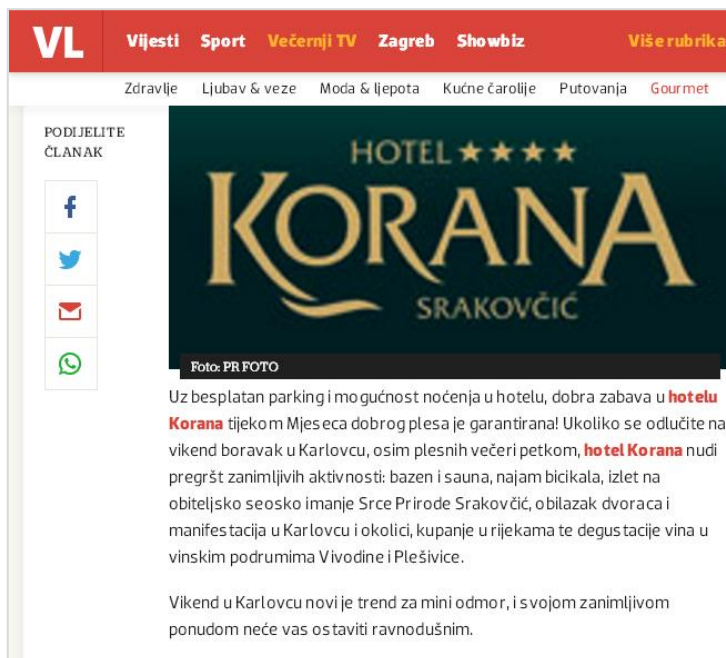 VL Vijesti Sport Večernji TV Zagreb Showbiz Više rubrika
Zdravlje Ljubav & veze Moda & ljepota Kućne čarolije Putovanja Gourmet
PODIJELITE
ČLANAK
HOTEL ★★★★
KORANA
SRAKOVČIĆ
Foto: PR FOTO
Uz besplatan parking i mogućnost noćenja u hotelu, dobra zabava u hotelu
Korana tijekom Mjeseca dobrog plesa je garantirana! Ukoliko se odlučite na
vikend boravak u Karlovcu, osim plesnih večeri petkom, hotel Korana nudi
pregršt zanimljivih aktivnosti: bazen i sauna, najam bicikala, izlet na
obiteljsko seosko imanje Srce Prirode Srakovčić, obilazak dvoraca i
manifestacija u Karlovcu i okolici, kupanje u rijekama te degustacije vina u
vinskim podrumima Vivodine i Plešivice.
Vikend u Karlovcu novi je trend za mini odmor, i svojom zanimljivom
ponudom neće vas ostaviti ravnodušnim.